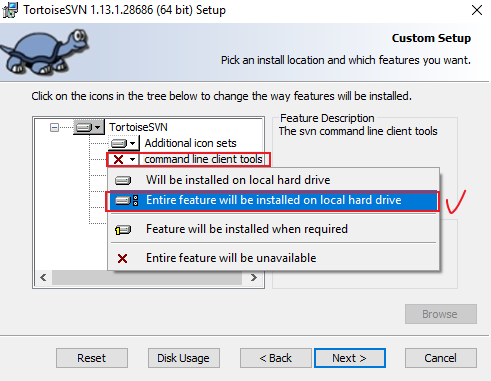 TortoiseSVN 1.13.1.28686 (64 bit) Setup
Custom Setup
Pick an install location and which features you want.
Click on the icons in the tree below to change the way features will be installed.
TortoiseSVN
Additional icon sets
command line client tools
Will be installed on local hard drive
Entire feature will be installed on local hard drive
Feature will be installed when required
Entire feature will be unavailable
Feature Description
The svn command line client tools
Browse
Reset
Disk Usage
< Back
Next >
Cancel